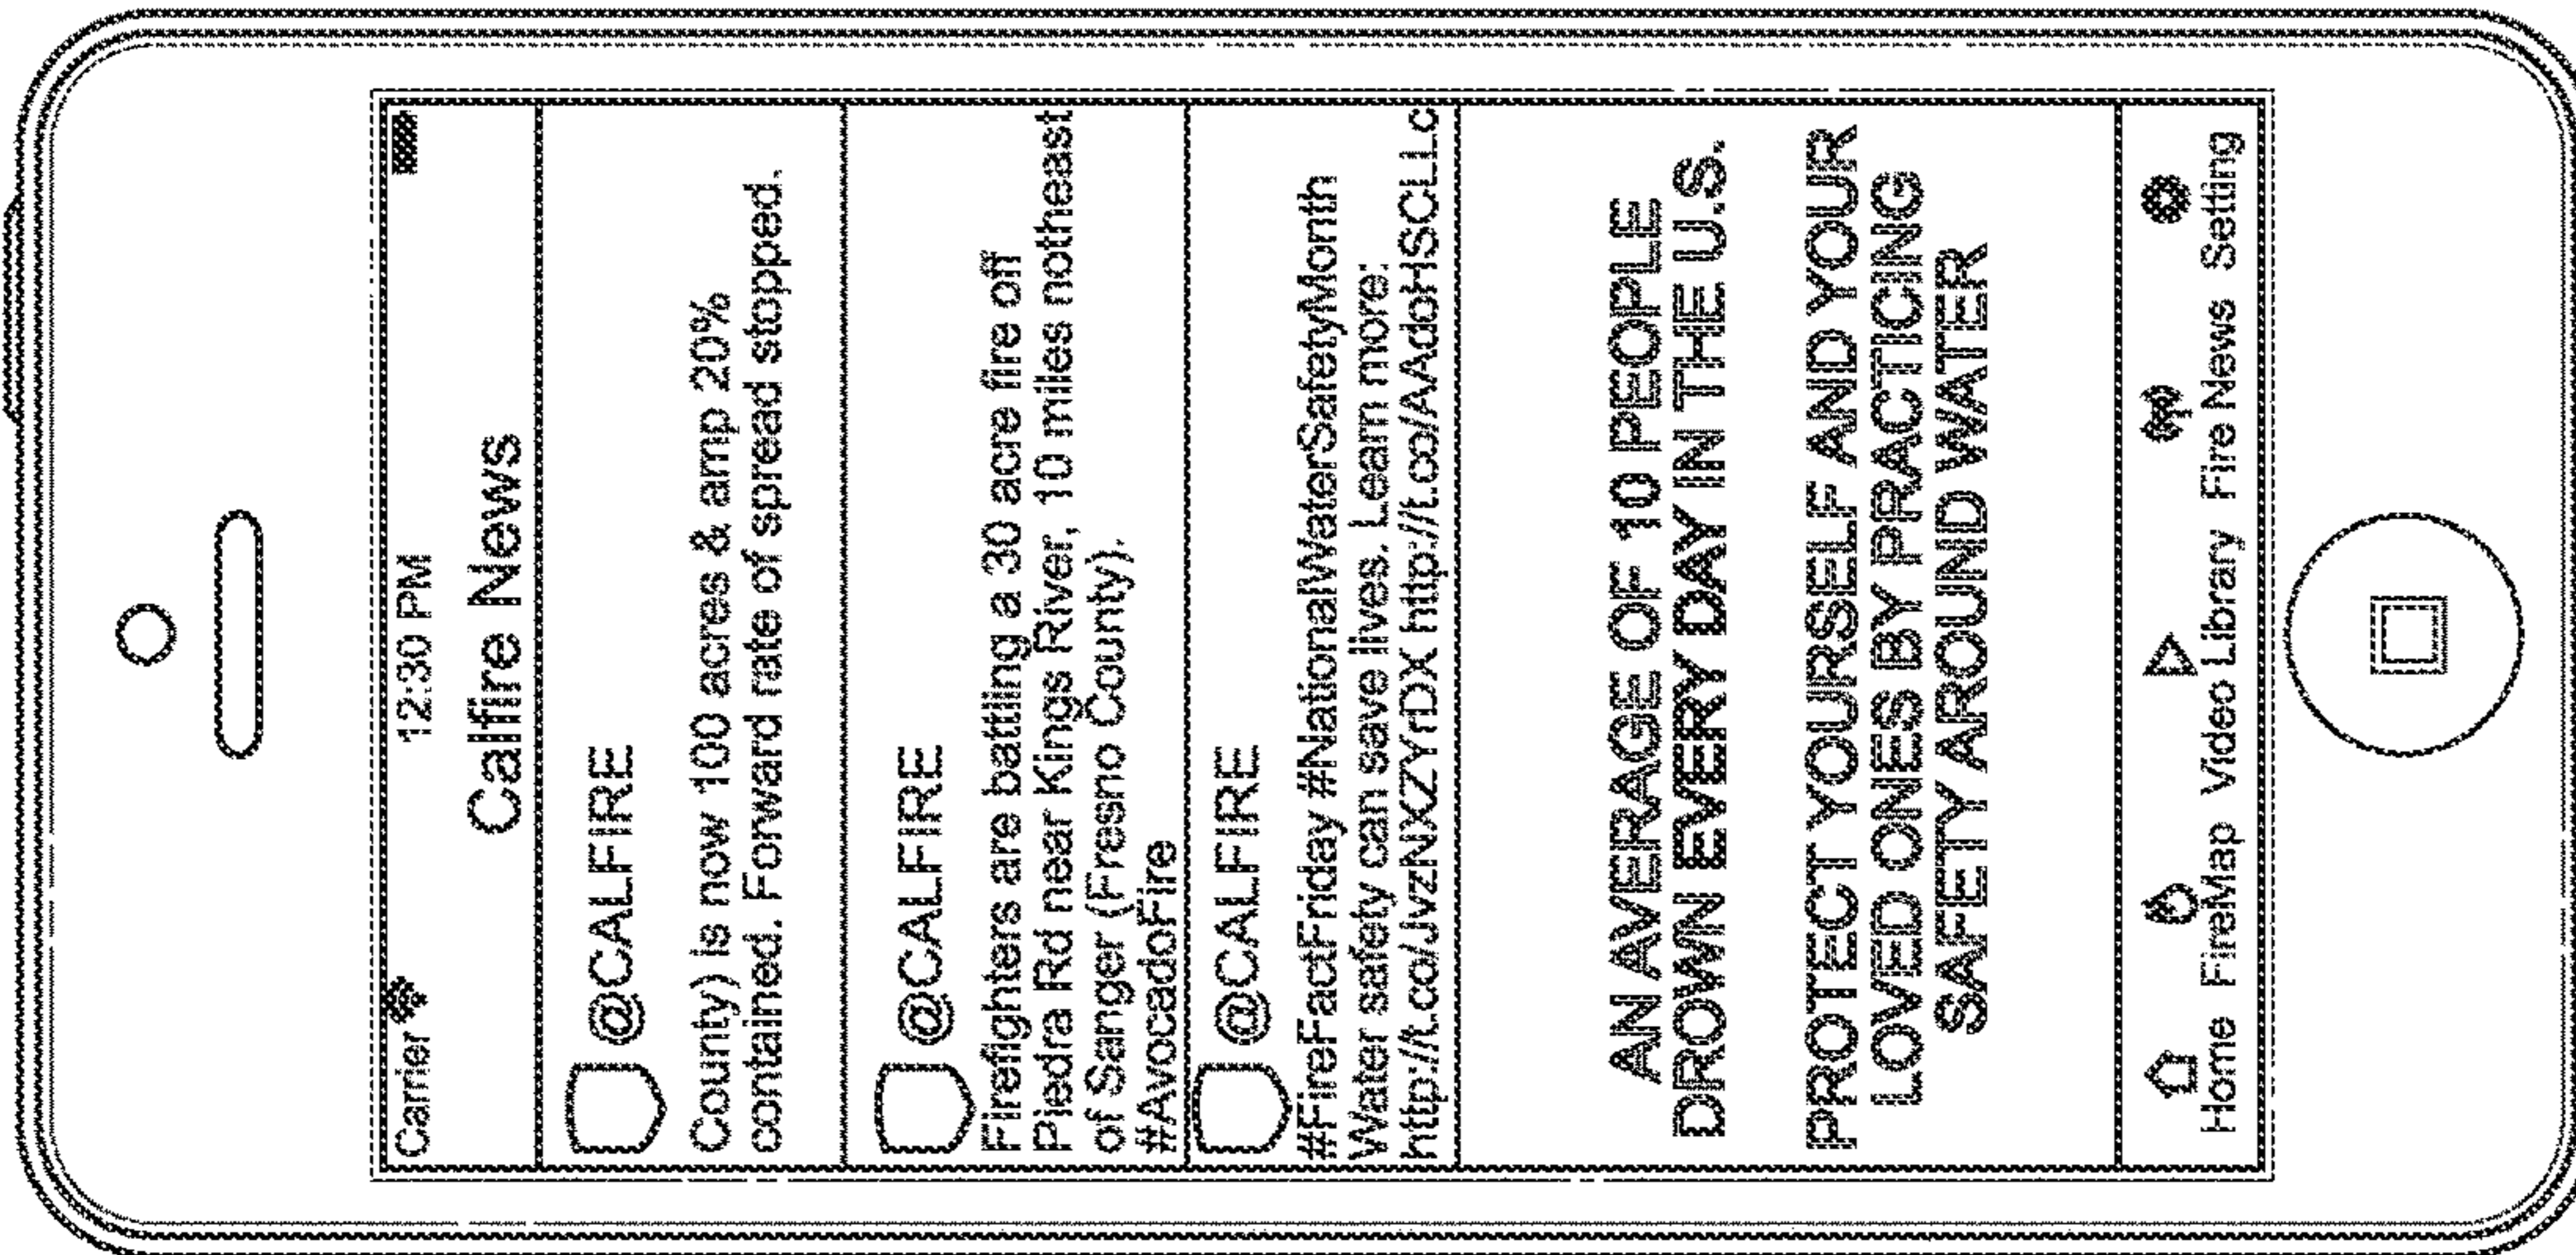 Carrier 12:30 PM
Calfire News
@CALFIRE
County) is now 100 acres & amp 20%
contained. Forward rate of spread stopped.
@CALFIRE
Firefighters are battling a 30 acre fire off
Piedra Rd near Kings River, 10 miles notheast
of Sanger (Fresno County).
#AvocadoFire
@CALFIRE
#FireFactFriday #NationalWaterSafetyMonth
Water safety can save lives. Learn more:
http://t.co/JvzNXZYrDX http://t.co/AAdoHSCLLc
AN AVERAGE OF 10 PEOPLE
DROWN EVERY DAY IN THE U.S.
PROTECT YOURSELF AND YOUR
LOVED ONES BY PRACTICING
SAFETY AROUND WATER
Home FireMap Video Library Fire News Setting